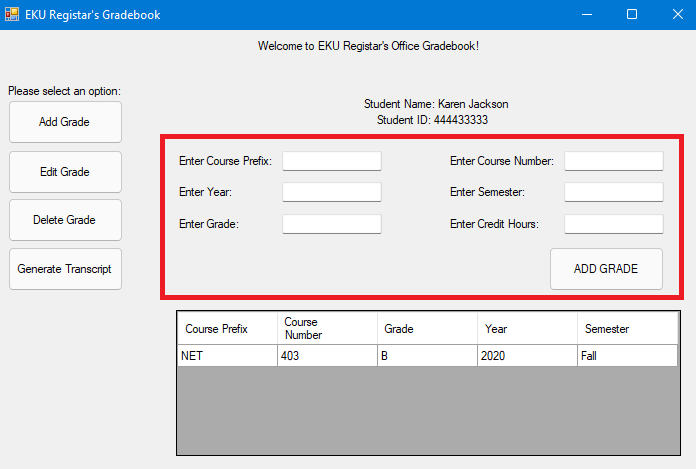 EKU Registar's Gradebook
Welcome to EKU Registar's Office Gradebook!
Please select an option:
Add Grade
Edit Grade
Delete Grade
Generate Transcript
Student Name: Karen Jackson
Student ID: 444433333
Enter Course Prefix:
Enter Course Number:
Enter Year:
Enter Semester:
Enter Grade:
Enter Credit Hours:
ADD GRADE
Course Prefix
Course
Number
Grade
Year
Semester
NET
403
B
2020
Fall